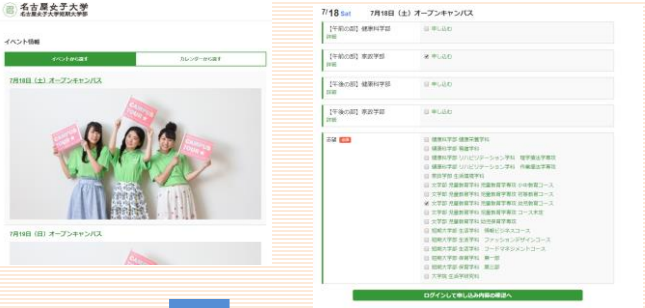 名古屋女子大学
名古屋女子大学短期大学部
イベント情報
イベントから探す
カレンダーから探す
7月18日（土）オープンキャンパス
CAMPUS
7月19日（日）オープンキャンパス
7/18 Sat 7月18日（土）オープンキャンパス
【午前の部】健康科学部
詳細
申し込む
【午前の部】家政学部
詳細
申し込む
【午後の部】健康科学部
詳細
申し込む
【午後の部】家政学部
詳細
申し込む
志望
健康科学部 健康栄養学科
健康科学部 看護学科
健康科学部 リハビリテーション学科 理学療法学専攻
健康科学部 リハビリテーション学科 作業療法学専攻
家政学部 生活環境学科
文学部 児童教育学科 児童教育学専攻
文学部 児童教育学科 児童教育学専攻
文学部 児童教育学科 児童教育学専攻 幼児教育コース
文学部 児童教育学科 児童教育学専攻 コース未定
文学部 児童教育学科 幼児保育学専攻
短期大学部 生活学科 情報ビジネスコース
短期大学部 生活学科 ファッションデザインコース
短期大学部 生活学科 フードマネジメントコース
短期大学部 保育学科 第一部
短期大学部 保育学科 第三部
大学院 生活学研究科
ログインして申し込み内容の確認へ